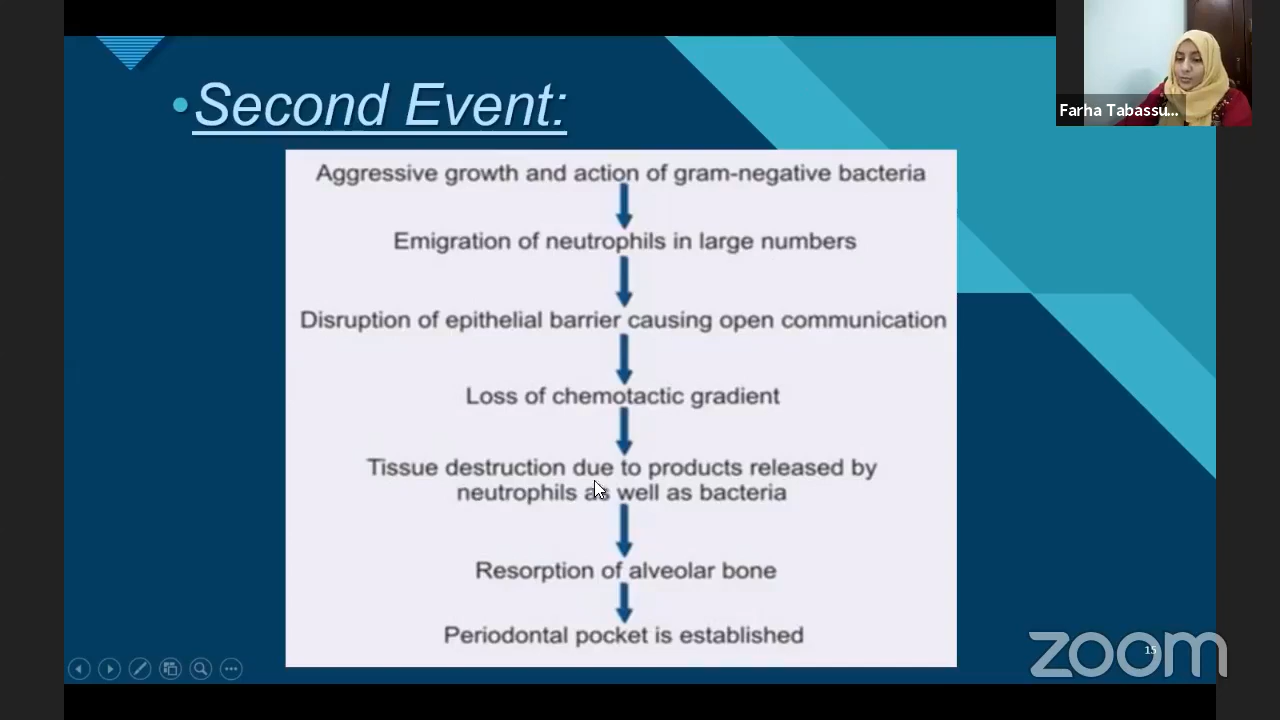 Farha Tabassu...
•Second Event:
Aggressive growth and action of gram-negative bacteria
Emigration of neutrophils in large numbers
Disruption of epithelial barrier causing open communication
Loss of chemotactic gradient
Tissue destruction due to products released by
neutrophils as well as bacteria
Resorption of alveolar bone
Periodontal pocket is established
15
zoom